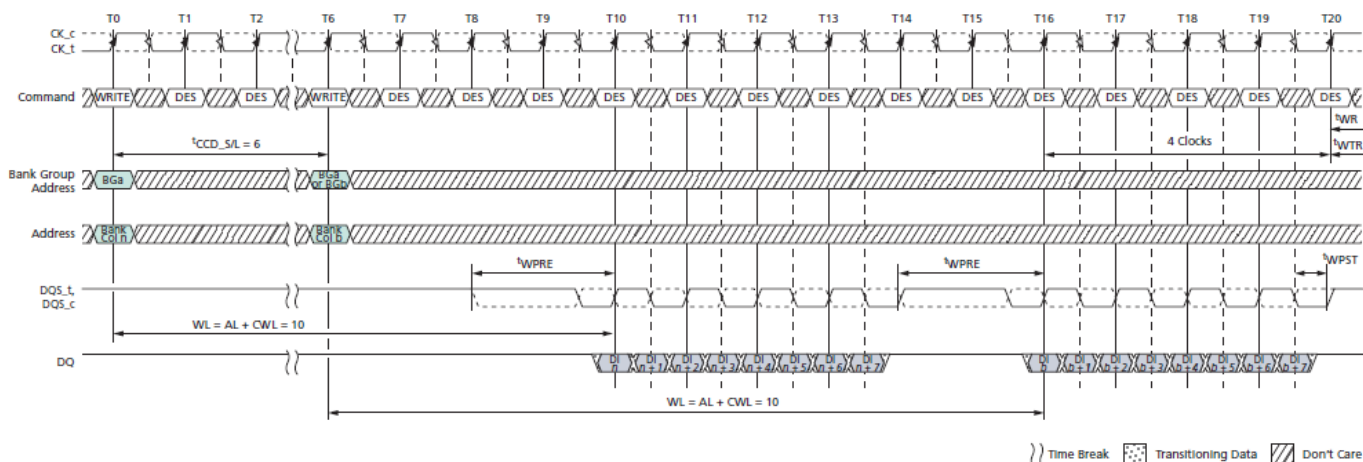 T0 T1 T2 T6 T7 T8 T9 T10 T11 T12 T13 T14 T15 T16 T17 T18 T19 T20
CK_c
CK_t
Command WRITE DES DES WRITE DES DES DES DES DES DES DES DES DES DES DES DES DES DES
tWR
tCCD_S/L = 6 4 Clocks tWTR
Bank Group
Address BGa BGa
or BGb
Address Bank
Col n Bank
Col b
tWPRE tWPRE tWPST
DQS_t,
DQS_c
WL = AL + CWL = 10
DQ DI
n DI
n + 1 DI
n + 2 DI
n + 3 DI
n + 4 DI
n + 5 DI
n + 6 DI
n + 7 DI
b DI
b + 1 DI
b + 2 DI
b + 3 DI
b + 4 DI
b + 5 DI
b + 6 DI
b + 7
WL = AL + CWL = 10
Time Break Transitioning Data Don't Care